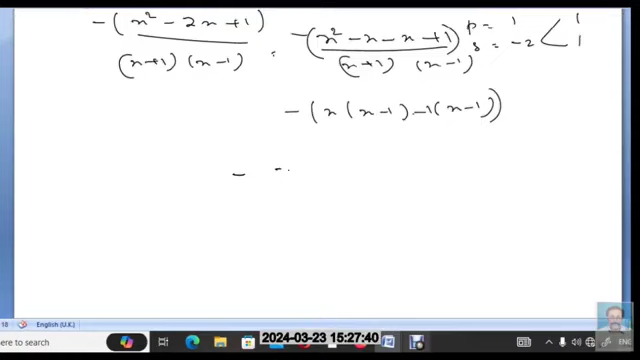 -(x² - 2x + 1) / (x+1) (x-1) = -(x² - x - x + 1) / (x+1) (x-1) p = 1 s = -2 < 1 1
-(x(x-1) -1(x-1))
-
18 English (U.K.)
here to search
2024-03-23 15:27:40
ENG